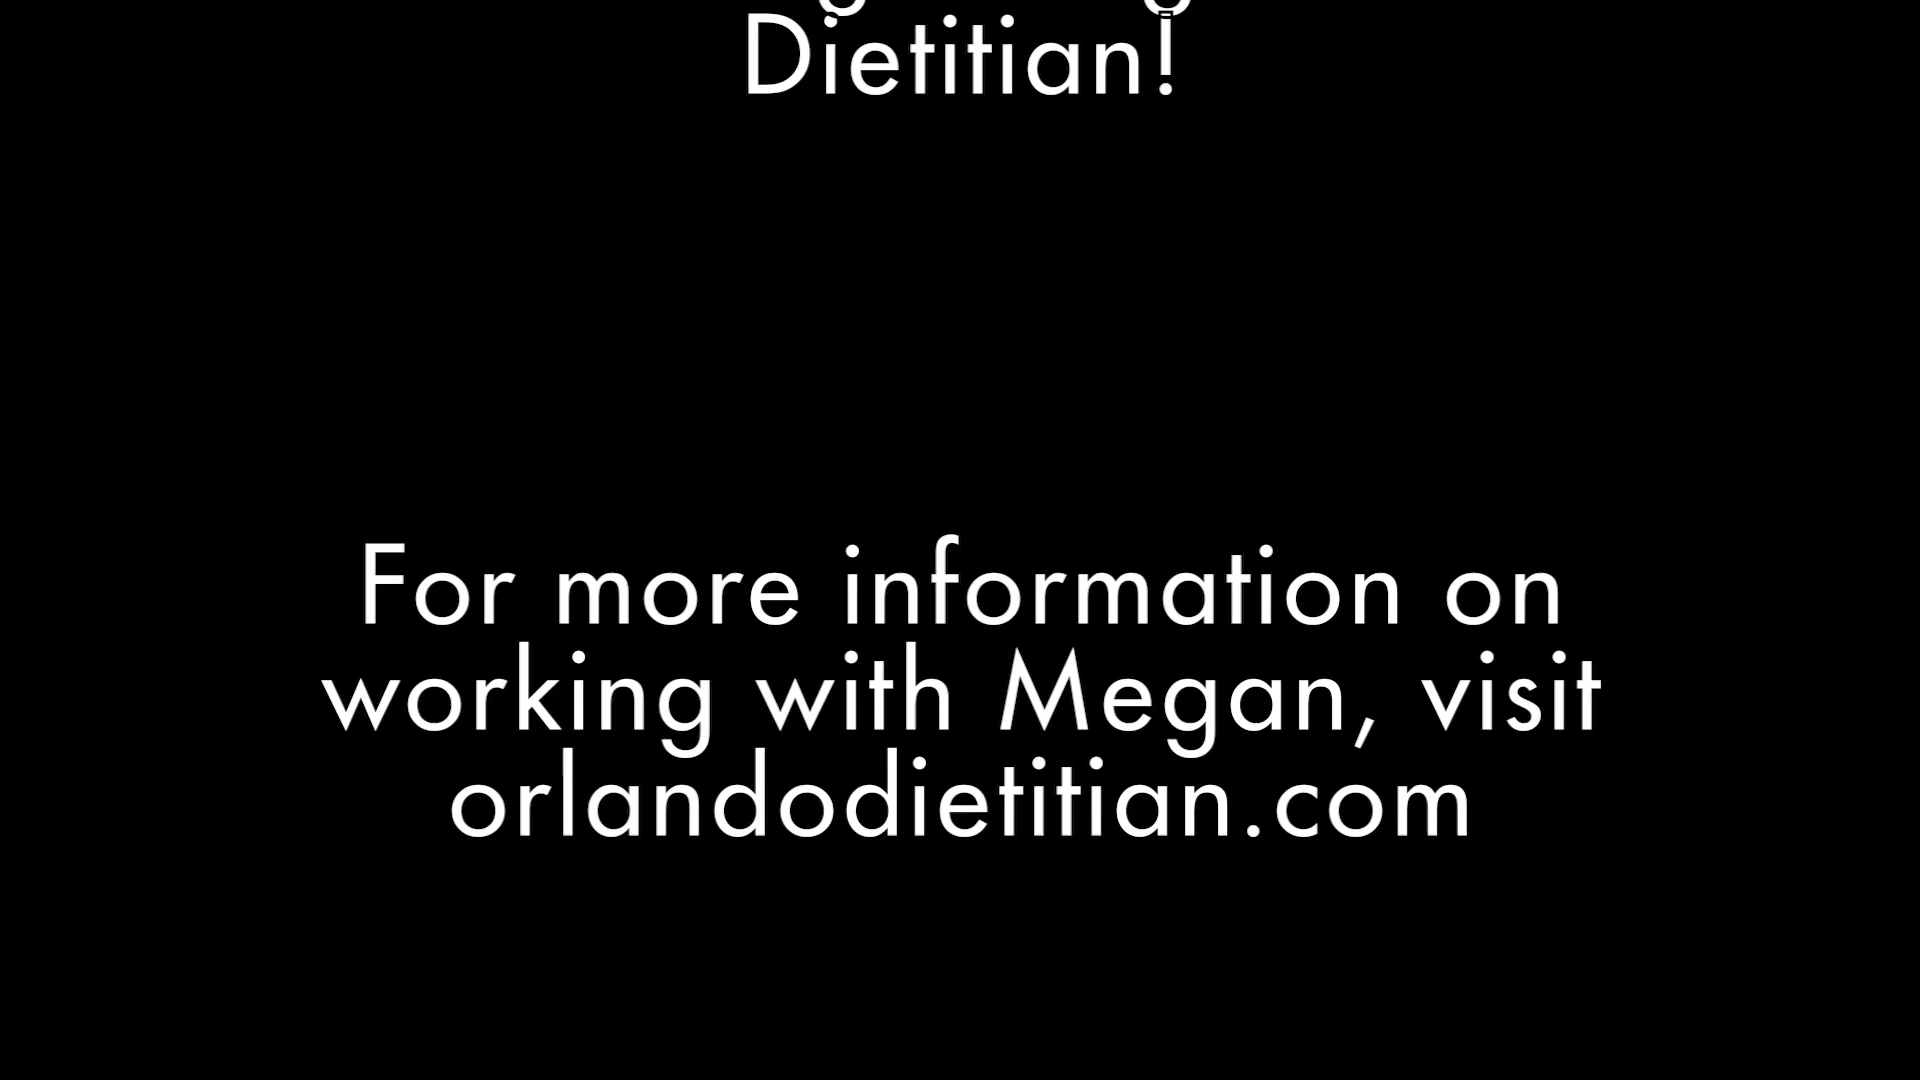 Dietitian!
For more information on
working with Megan, visit
orlandodietitian.com